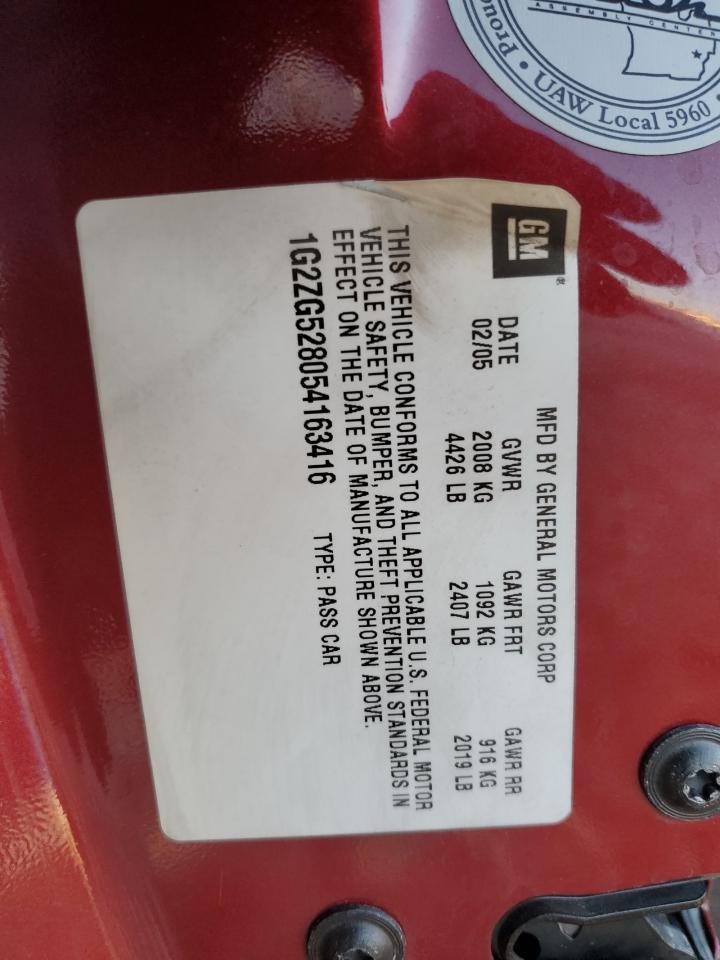 ASSEMBLY CENTER
Proud
UAW Local 5960
GM
MFD BY GENERAL MOTORS CORP
DATE GVWR GAWR FRT GAWR RR
02/05 2008 KG 1092 KG 916 KG
4426 LB 2407 LB 2019 LB
THIS VEHICLE CONFORMS TO ALL APPLICABLE U.S. FEDERAL MOTOR
VEHICLE SAFETY, BUMPER, AND THEFT PREVENTION STANDARDS IN
EFFECT ON THE DATE OF MANUFACTURE SHOWN ABOVE.
1G2ZG528054163416 TYPE: PASS CAR